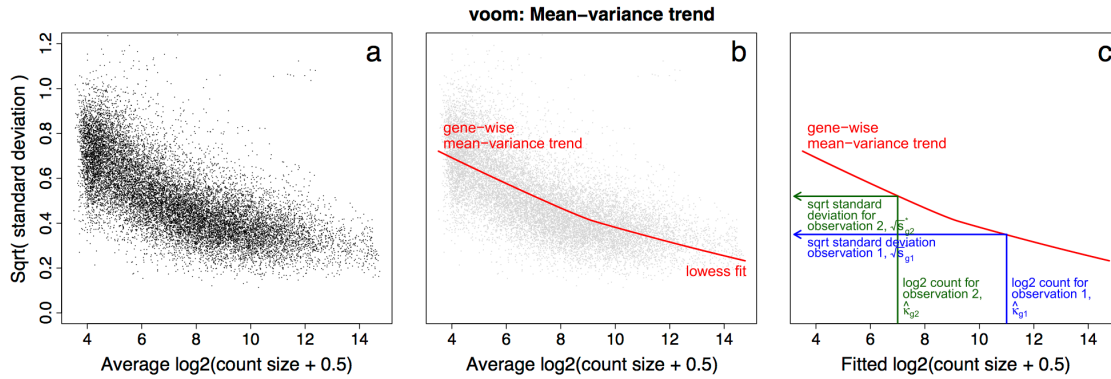 voom: Mean−variance trend
Sqrt( standard deviation )
0.0
0.2
0.4
0.6
0.8
1.0
1.2
a
4
6
8
10
12
14
Average log2(count size + 0.5)
b
gene−wise
mean−variance trend
lowess fit
4
6
8
10
12
14
Average log2(count size + 0.5)
c
gene−wise
mean−variance trend
sqrt standard
deviation for
observation 2, √s*g2
sqrt standard deviation
observation 1, √sg1
log2 count for
observation 2,
κ̂g2
log2 count for
observation 1,
κ̂g1
4
6
8
10
12
14
Fitted log2(count size + 0.5)